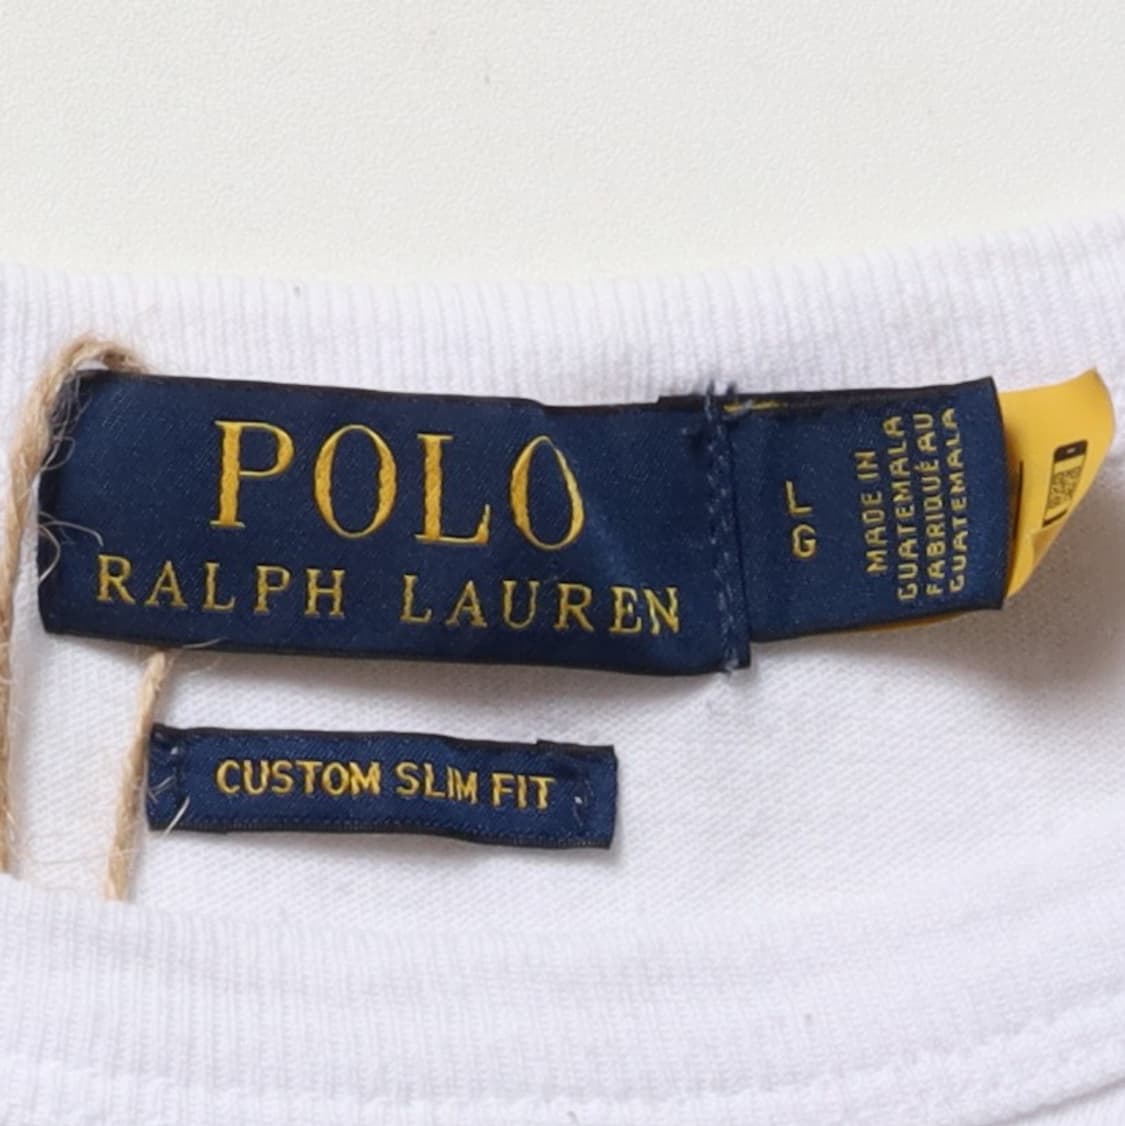 POLO
RALPH LAUREN
L
G
MADE IN
GUATEMALA
FABRIQUÉ AU
GUATEMALA
CUSTOM SLIM FIT